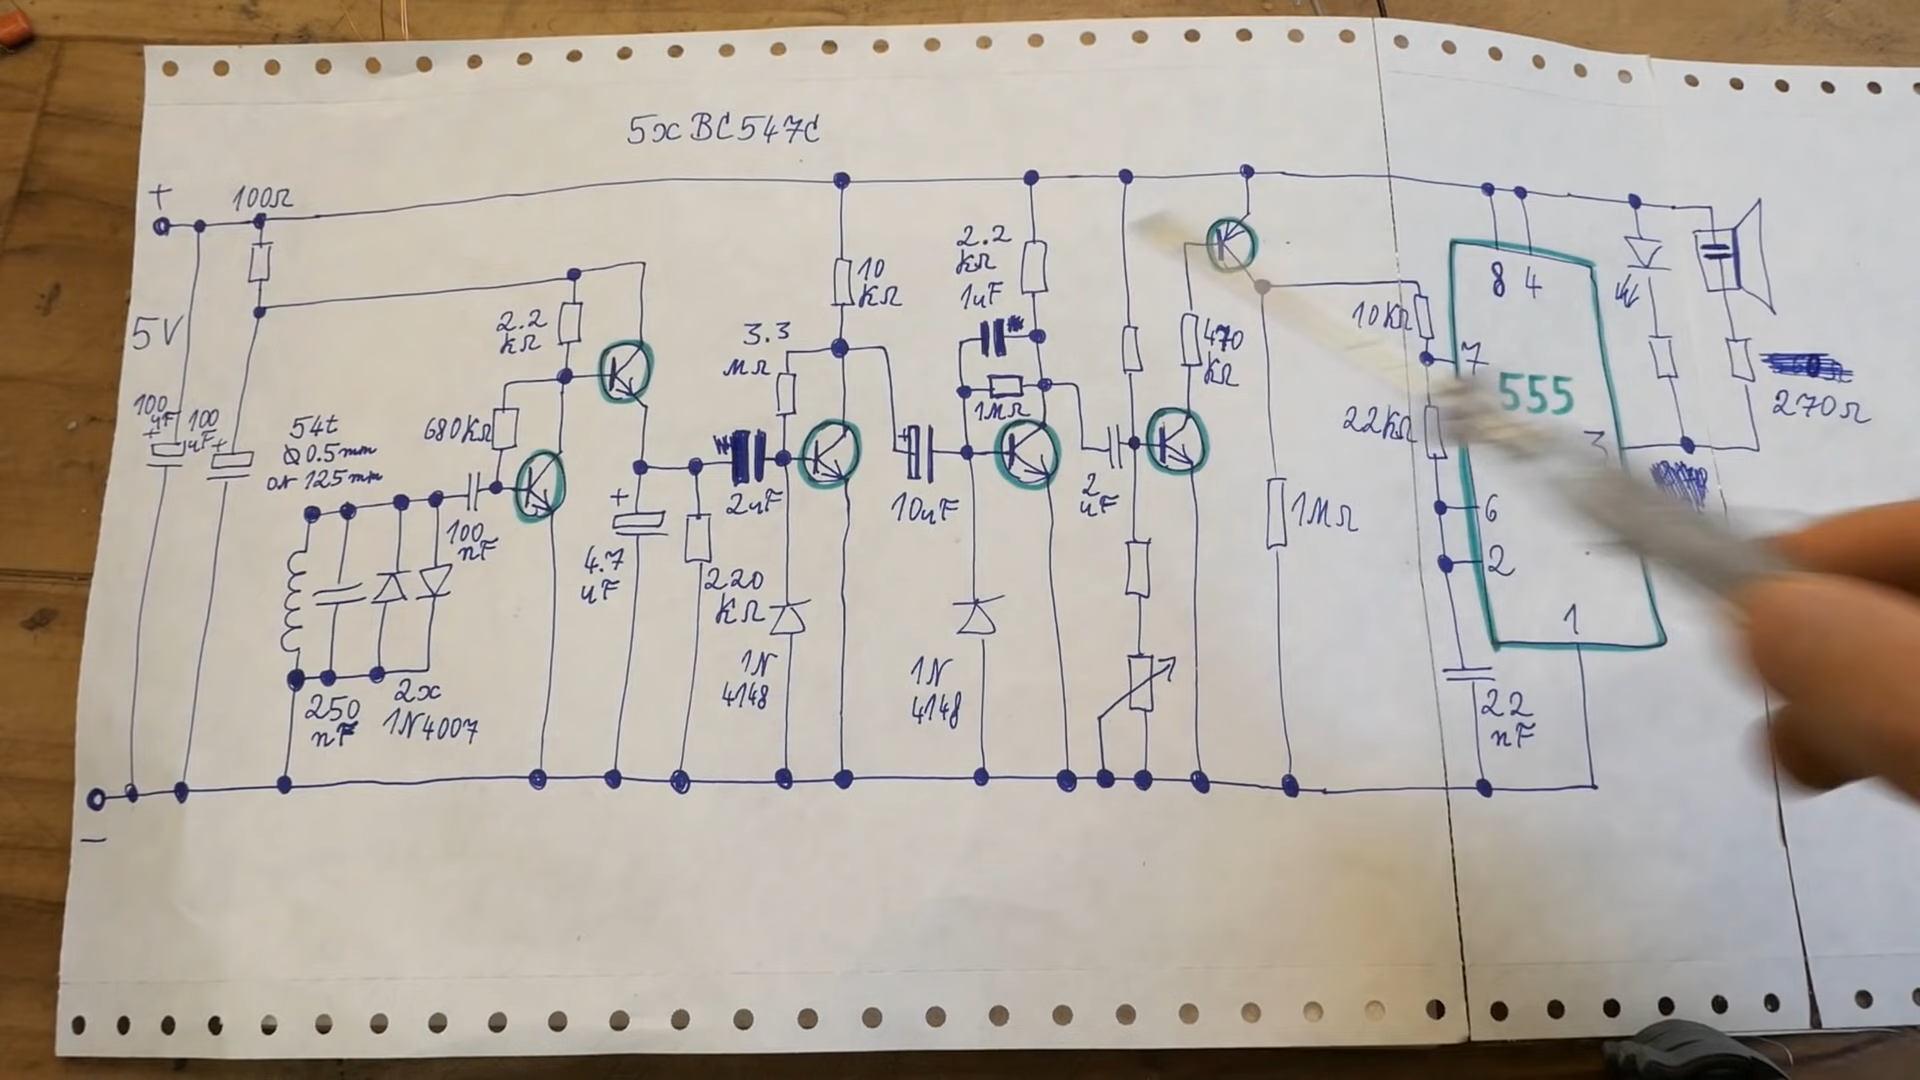 5xBC547C
+
100Ω
5V
100
uF
+
100
uF
+
54t
Ø 0.5mm
on 125mm
250
nF
2x
1N4007
100
nF
680KΩ
2.2
kΩ
+
4.7
uF
220
KΩ
2uF
3.3
MΩ
10
KΩ
1N
4148
10uF
+
2.2
kΩ
1uF
1MΩ
1N
4148
2
uF
470
kΩ
1MΩ
10KΩ
22KΩ
22
nF
8 4
7
555
3
6
2
1
270Ω
−